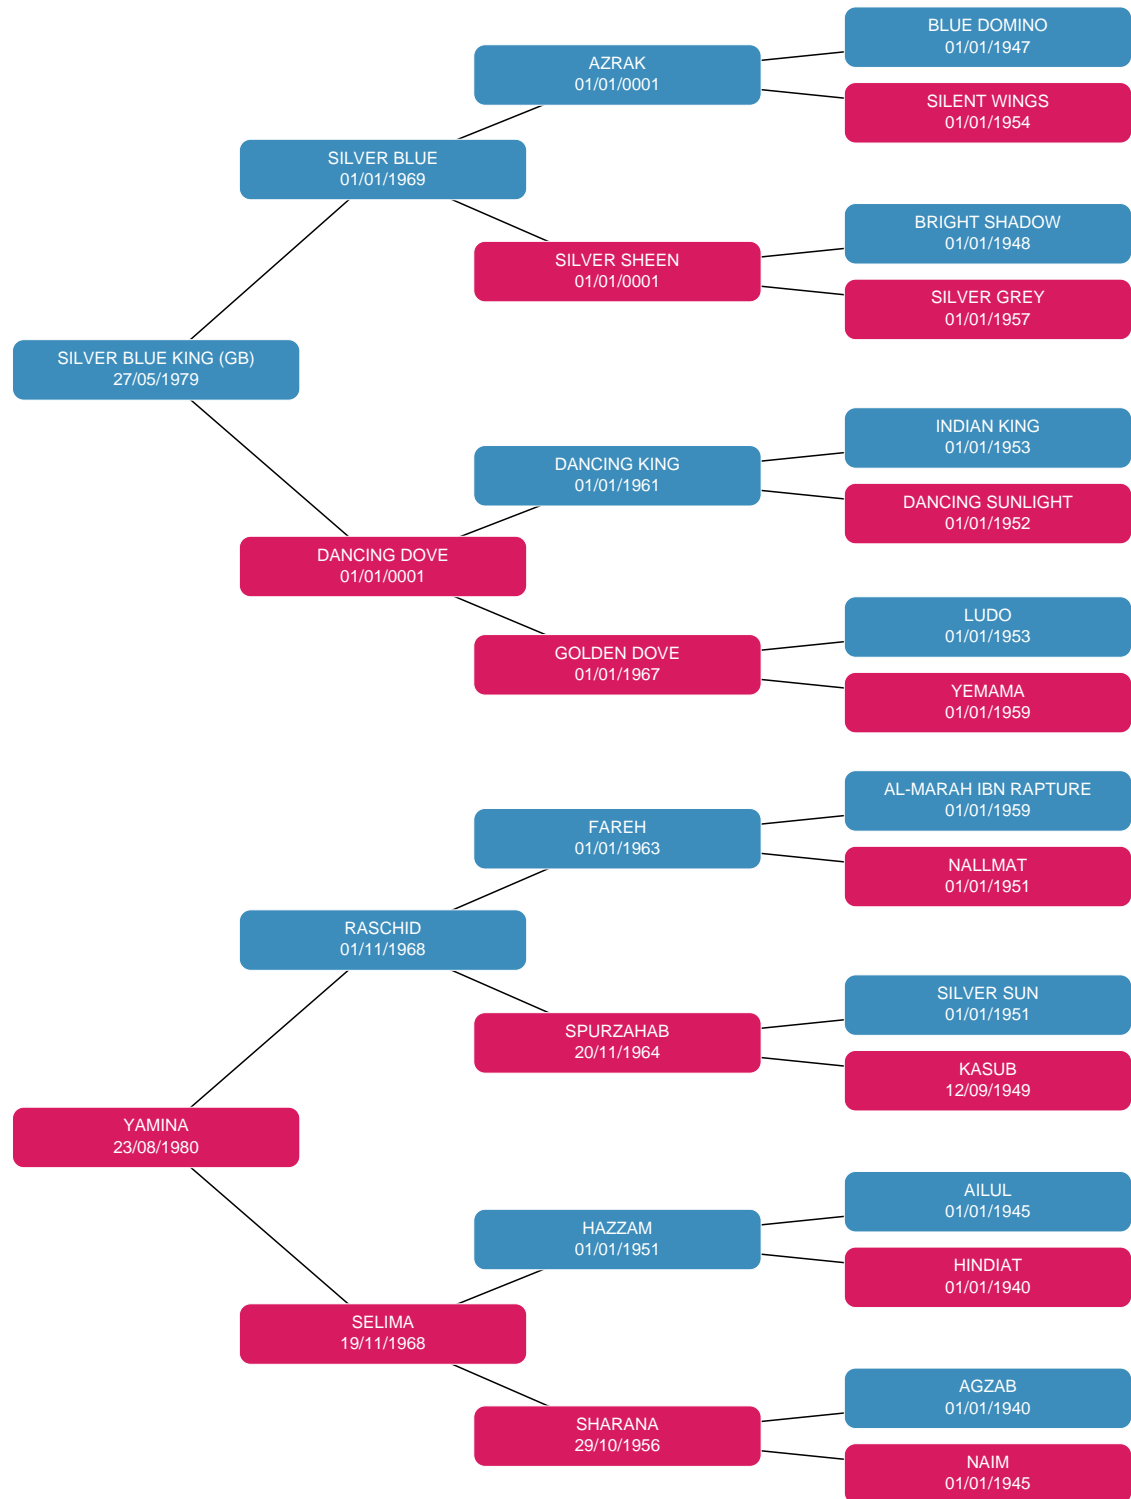 BLUE DOMINO
01/01/1947
AZRAK
01/01/0001
SILENT WINGS
01/01/1954
SILVER BLUE
01/01/1969
BRIGHT SHADOW
01/01/1948
SILVER SHEEN
01/01/0001
SILVER GREY
01/01/1957
SILVER BLUE KING (GB)
27/05/1979
INDIAN KING
01/01/1953
DANCING KING
01/01/1961
DANCING SUNLIGHT
01/01/1952
DANCING DOVE
01/01/0001
LUDO
01/01/1953
GOLDEN DOVE
01/01/1967
YEMAMA
01/01/1959
AL-MARAH IBN RAPTURE
01/01/1959
FAREH
01/01/1963
NALLMAT
01/01/1951
RASCHID
01/11/1968
SILVER SUN
01/01/1951
SPURZAHAB
20/11/1964
KASUB
12/09/1949
YAMINA
23/08/1980
AILUL
01/01/1945
HAZZAM
01/01/1951
HINDIAT
01/01/1940
SELIMA
19/11/1968
AGZAB
01/01/1940
SHARANA
29/10/1956
NAIM
01/01/1945